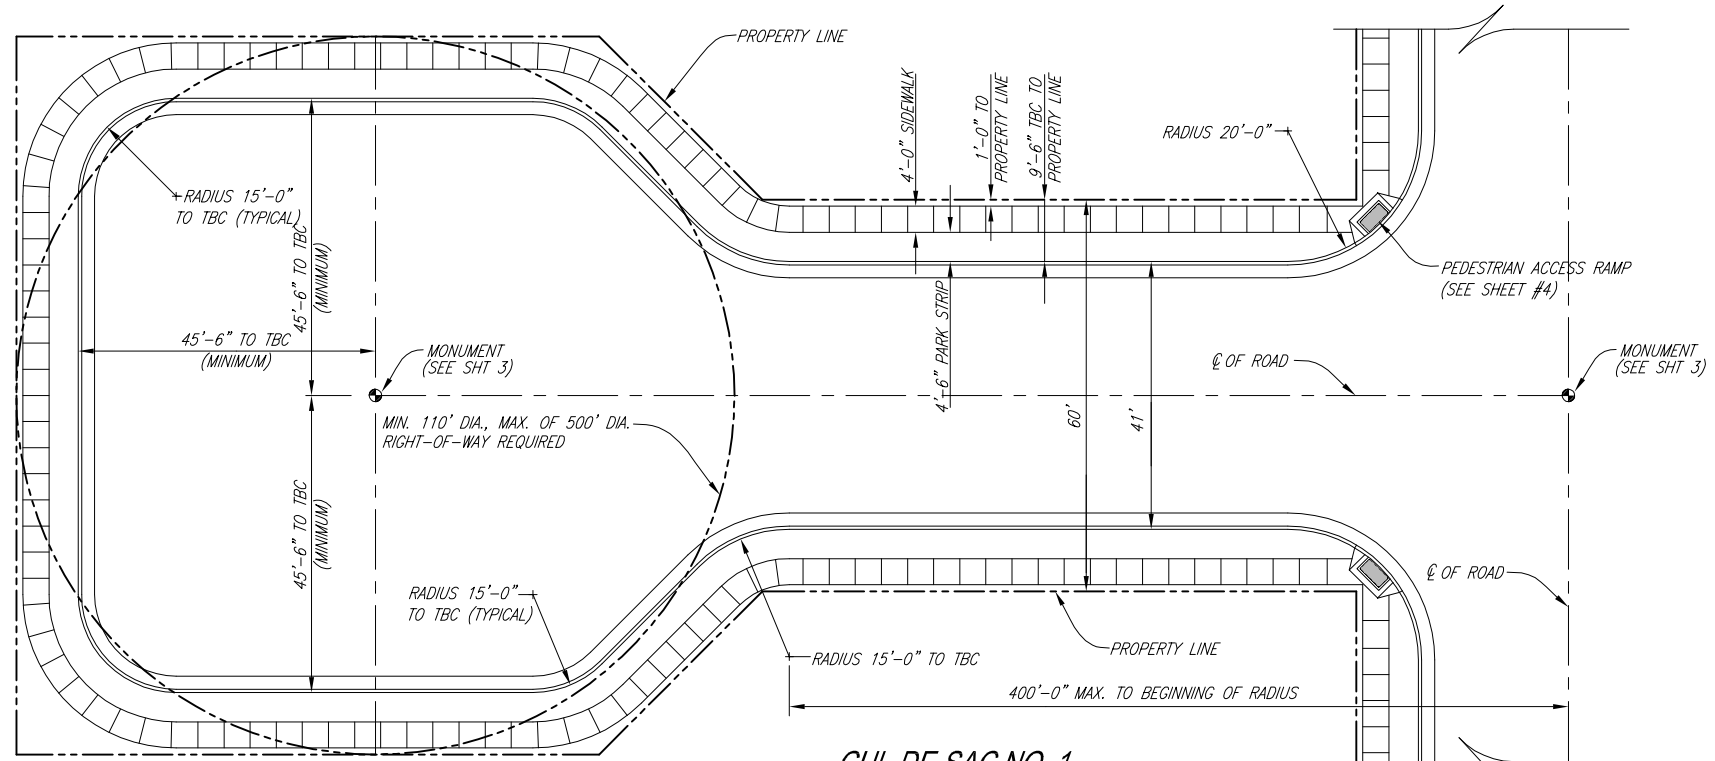 PROPERTY LINE
4'-0" SIDEWALK
1'-0" TO
PROPERTY LINE
9'-6" TBC TO
PROPERTY LINE
RADIUS 20'-0"
RADIUS 15'-0"
TO TBC (TYPICAL)
45'-6" TO TBC
(MINIMUM)
PEDESTRIAN ACCESS RAMP
(SEE SHEET #4)
45'-6" TO TBC
(MINIMUM)
MONUMENT
(SEE SHT 3)
4'-6" PARK STRIP
℄ OF ROAD
MONUMENT
(SEE SHT 3)
MIN. 110' DIA., MAX. OF 500' DIA.
RIGHT-OF-WAY REQUIRED
60'
41'
45'-6" TO TBC
(MINIMUM)
℄ OF ROAD
RADIUS 15'-0"
TO TBC (TYPICAL)
RADIUS 15'-0" TO TBC
PROPERTY LINE
400'-0" MAX. TO BEGINNING OF RADIUS
CUL DE SAC NO. 1